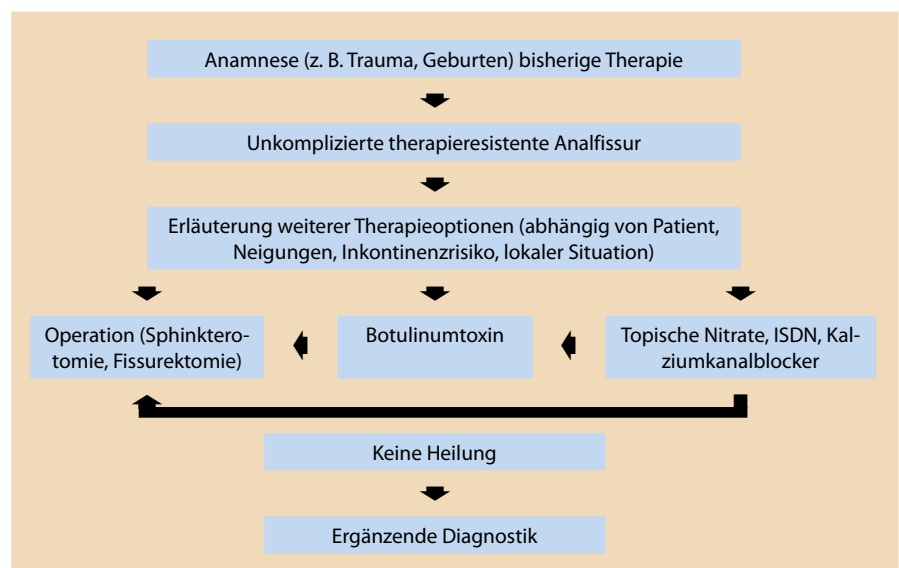 Anamnese (z. B. Trauma, Geburten) bisherige Therapie
Unkomplizierte therapieresistente Analfissur
Erläuterung weiterer Therapieoptionen (abhängig von Patient,
Neigungen, Inkontinenzrisiko, lokaler Situation)
Operation (Sphinktero-
tomie, Fissurektomie)
Botulinumtoxin
Topische Nitrate, ISDN, Kal-
ziumkanalblocker
Keine Heilung
Ergänzende Diagnostik